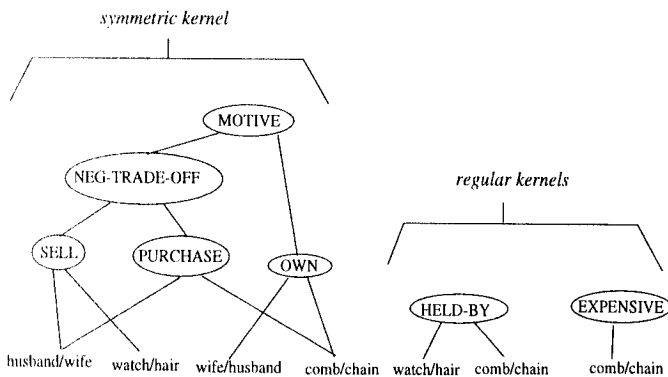 symmetric kernel
MOTIVE
NEG-TRADE-OFF
regular kernels
SELL PURCHASE OWN
HELD-BY EXPENSIVE
husband/wife watch/hair wife/husband comb/chain watch/hair comb/chain comb/chain